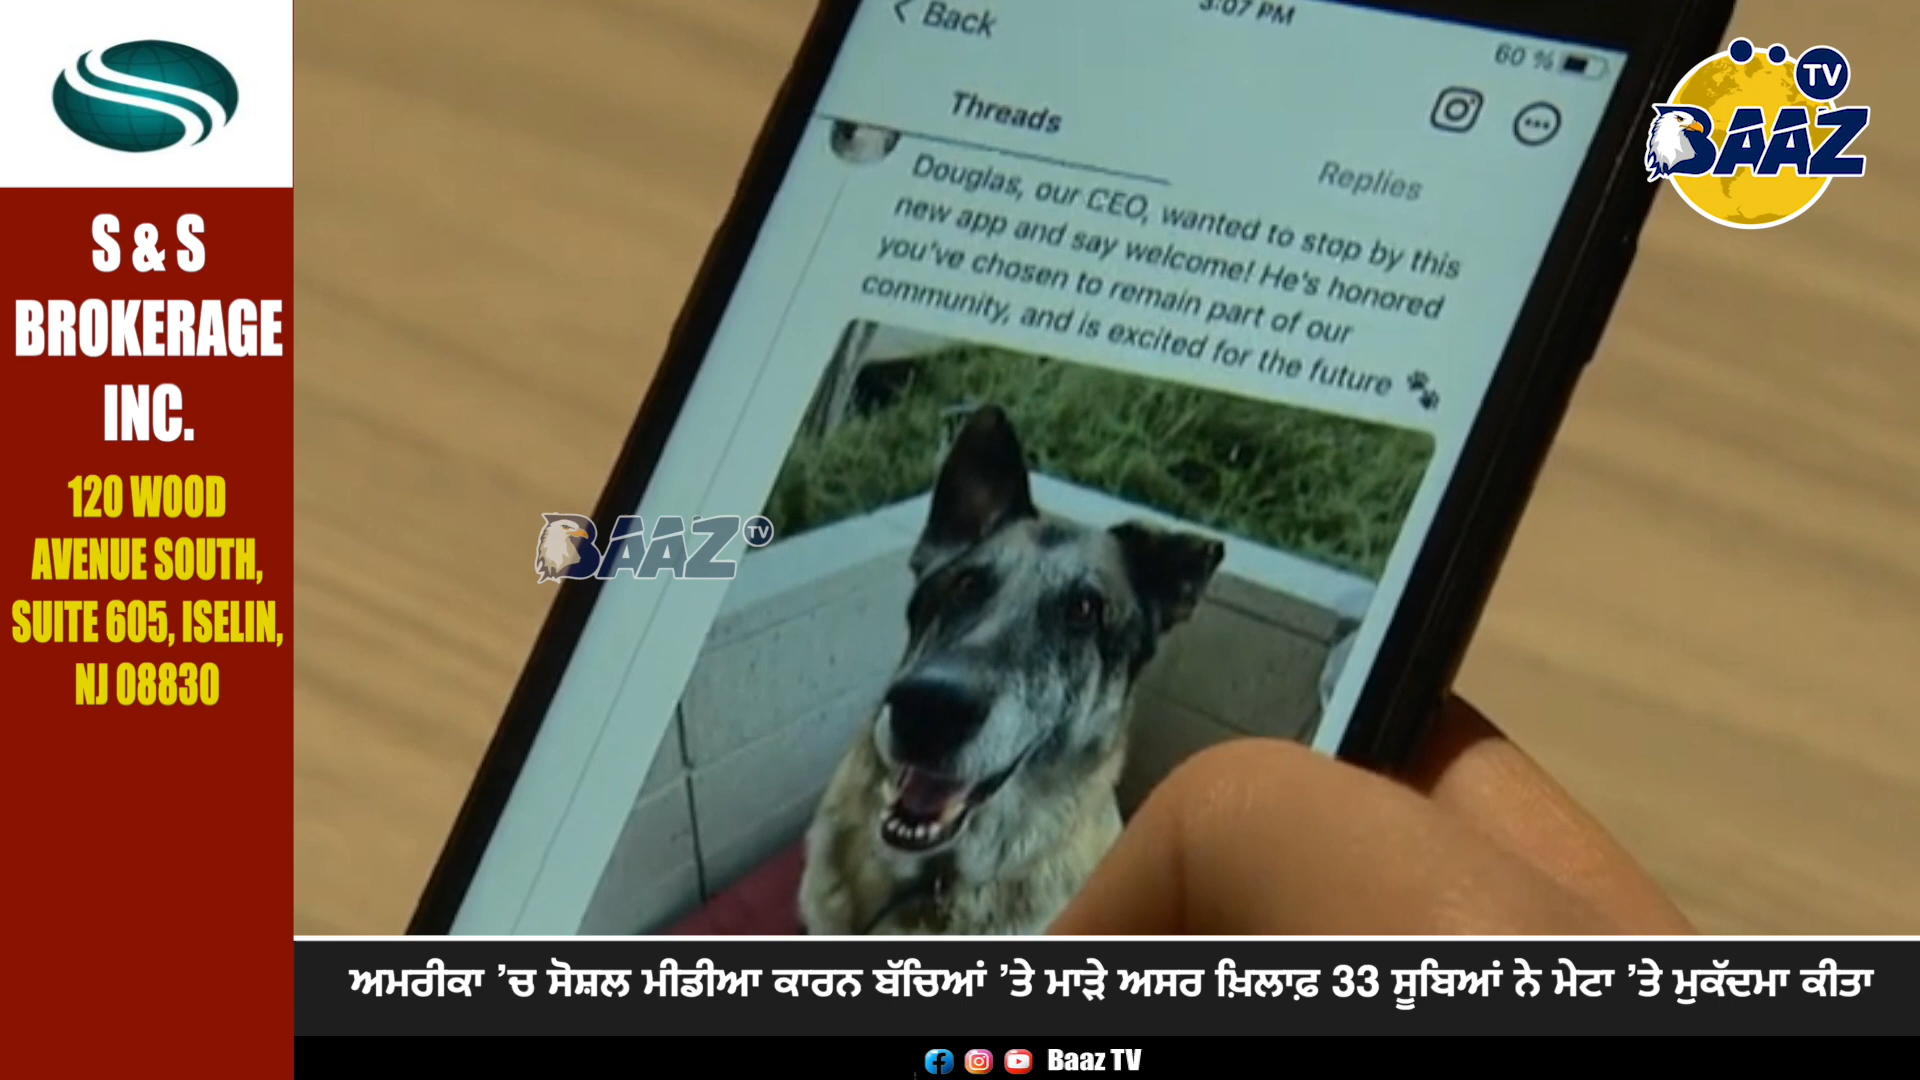 S & S
BROKERAGE
INC.
120 WOOD
AVENUE SOUTH,
SUITE 605, ISELIN,
NJ 08830
Back
3:07 PM
60 %
Threads
Replies
Douglas, our CEO, wanted to stop by this
new app and say welcome! He's honored
you've chosen to remain part of our
community, and is excited for the future
TV
BAAZ
BAAZ TV
ਅਮਰੀਕਾ ’ਚ ਸੋਸ਼ਲ ਮੀਡੀਆ ਕਾਰਨ ਬੱਚਿਆਂ ’ਤੇ ਮਾੜੇ ਅਸਰ ਖ਼ਿਲਾਫ਼ 33 ਸੂਬਿਆਂ ਨੇ ਮੇਟਾ ’ਤੇ ਮੁਕੱਦਮਾ ਕੀਤਾ
Baaz TV